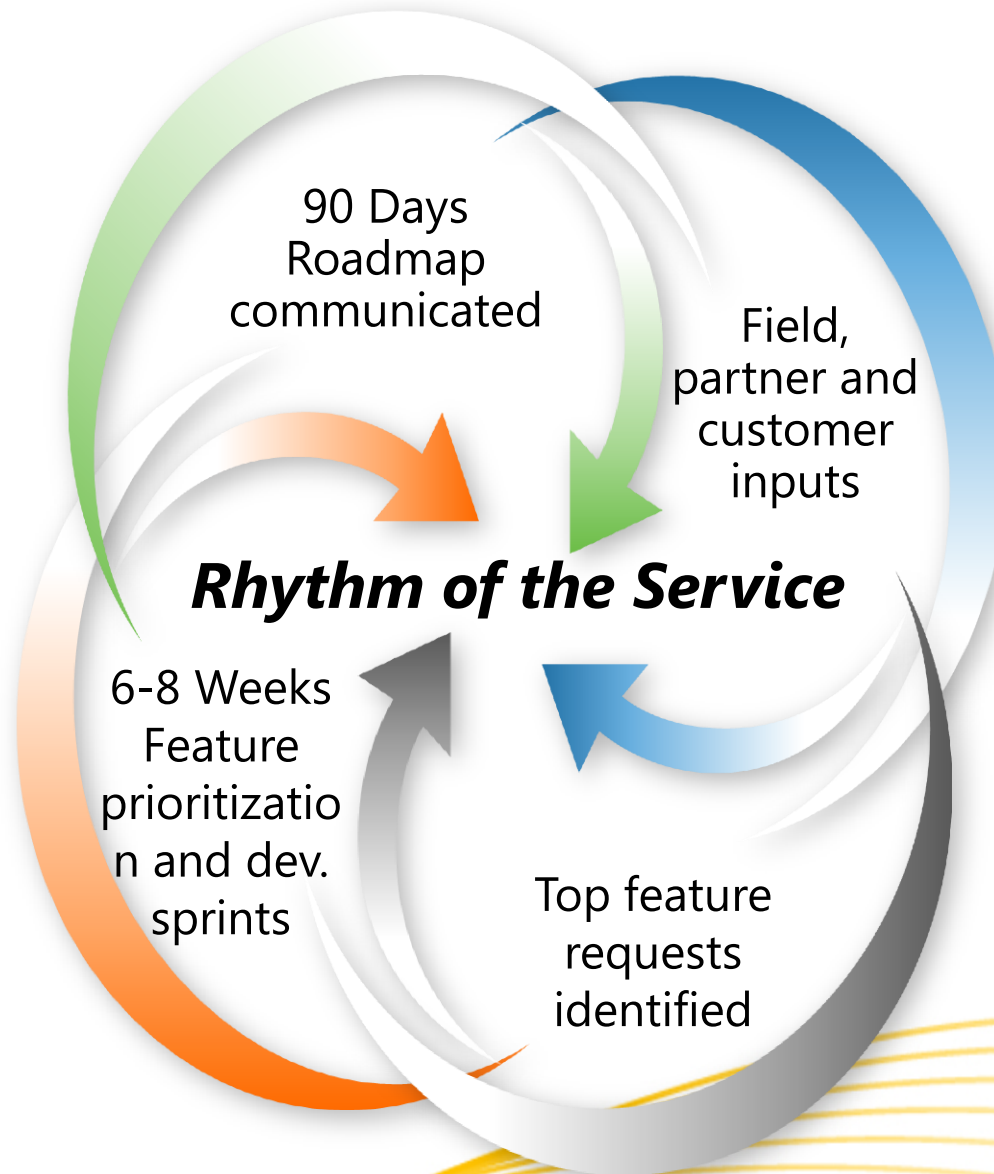 90 Days
Roadmap
communicated
Field,
partner and
customer
inputs
Rhythm of the Service
6-8 Weeks
Feature
prioritizatio
n and dev.
sprints
Top feature
requests
identified